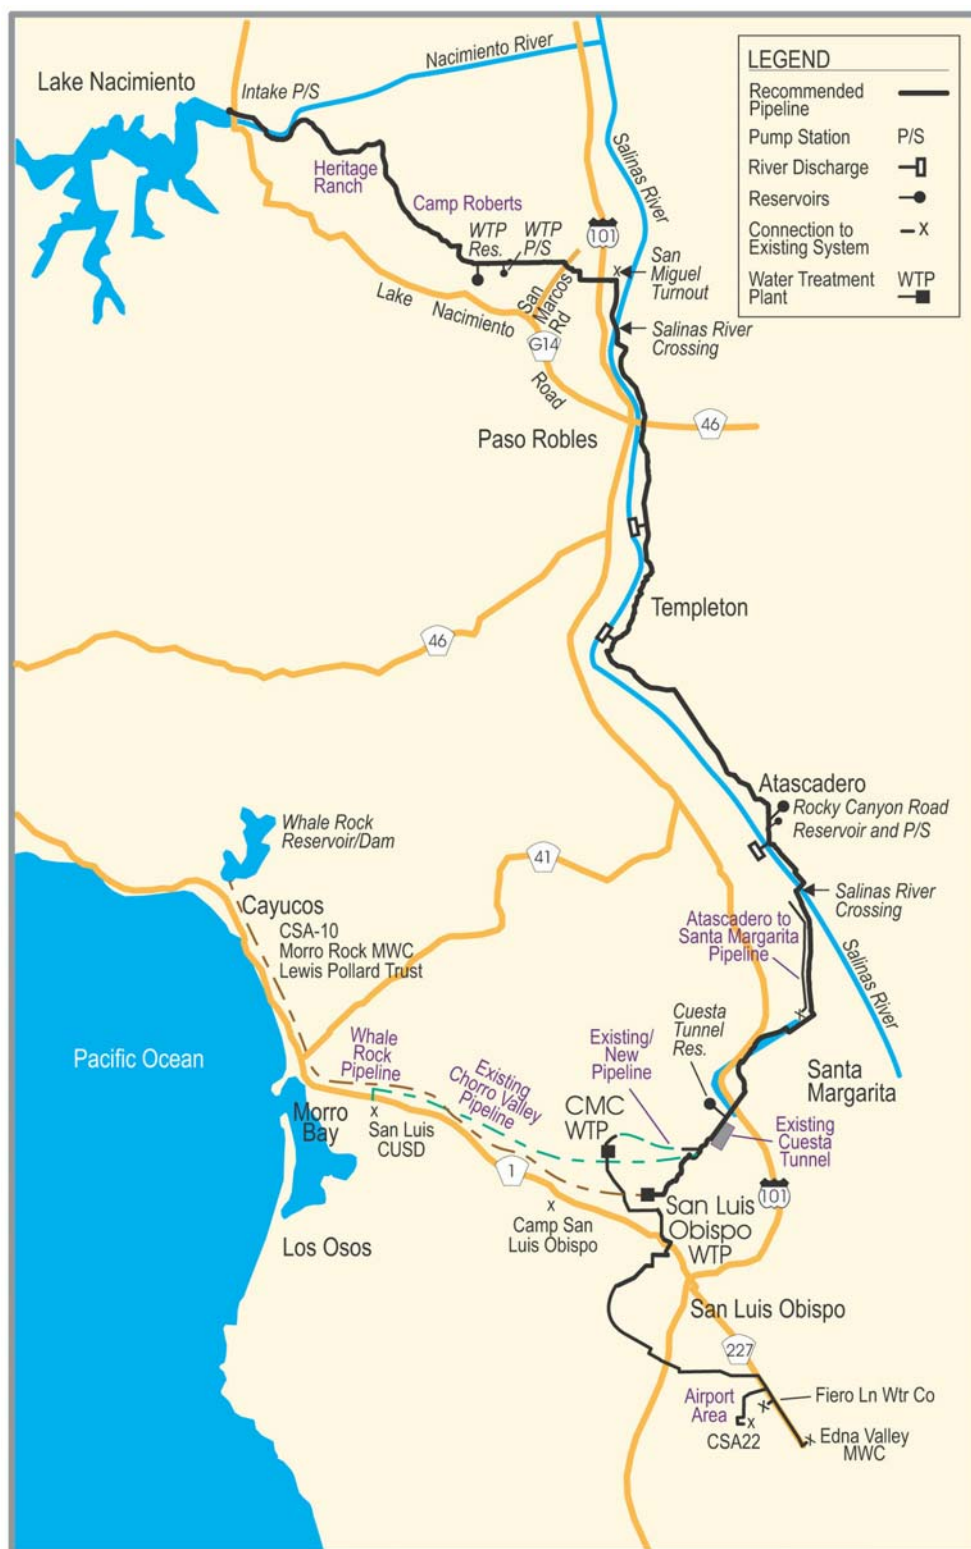 LEGEND
Recommended
Pipeline
Pump Station P/S
River Discharge
Reservoirs
Connection to
Existing System
X
Water Treatment
Plant
WTP
Nacimiento River
Lake Nacimiento
Intake P/S
Salinas River
Heritage
Ranch
Camp Roberts
WTP
Res.
WTP
P/S
101
San
Marcos
Rd
x
San
Miguel
Turnout
Lake Nacimiento
Road
G14
Salinas River
Crossing
46
Paso Robles
Templeton
46
Atascadero
Rocky Canyon Road
Reservoir and P/S
Whale Rock
Reservoir/Dam
41
Salinas River
Crossing
Cayucos
CSA-10
Morro Rock MWC
Lewis Pollard Trust
Atascadero to
Santa Margarita
Pipeline
Salinas River
x
Cuesta
Tunnel
Res.
Pacific Ocean
Whale
Rock
Pipeline
Existing
Chorro Valley
Pipeline
Existing/
New
Pipeline
Santa
Margarita
CMC
WTP
Morro
Bay
x
San Luis
CUSD
Existing
Cuesta
Tunnel
1
101
x
Camp San
Luis Obispo
San Luis
Obispo
WTP
Los Osos
San Luis Obispo
227
Airport
Area
Fiero Ln Wtr Co
x
x
CSA22
x
Edna Valley
MWC